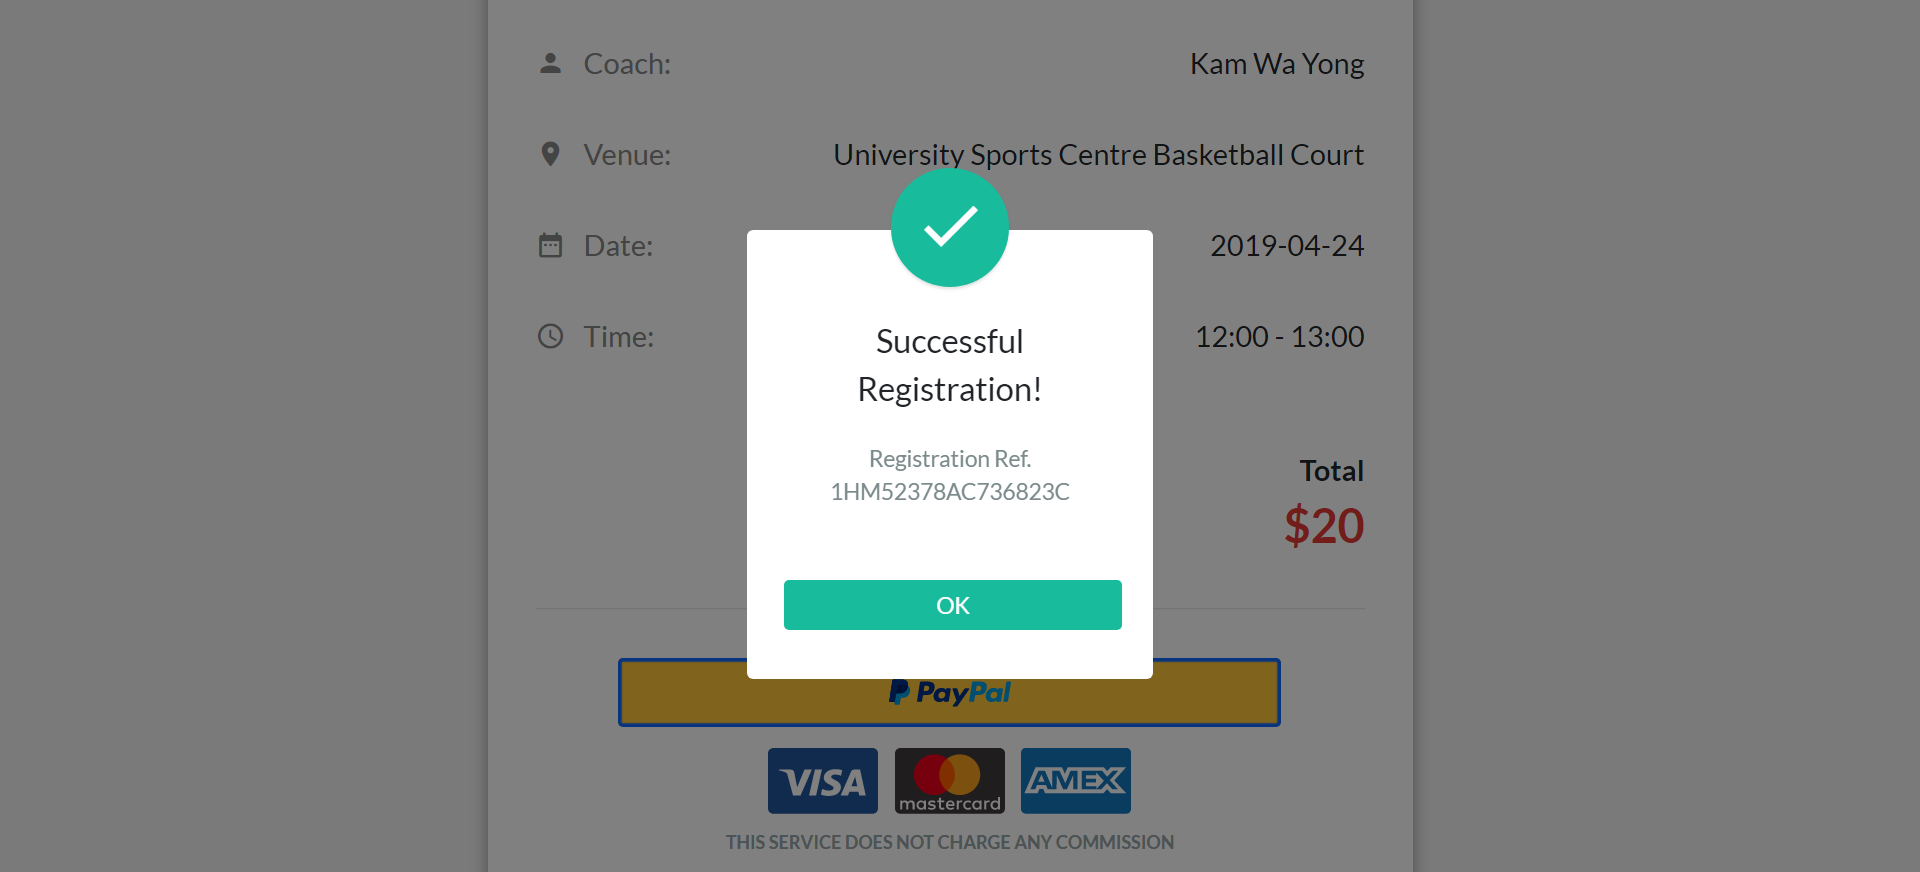 Coach: Kam Wa Yong
Venue: University Sports Centre Basketball Court
Date: 2019-04-24
Time: 12:00 - 13:00
Successful
Registration!
Registration Ref.
1HM52378AC736823C
OK
Total
$20
PayPal
VISA mastercard AMEX
THIS SERVICE DOES NOT CHARGE ANY COMMISSION